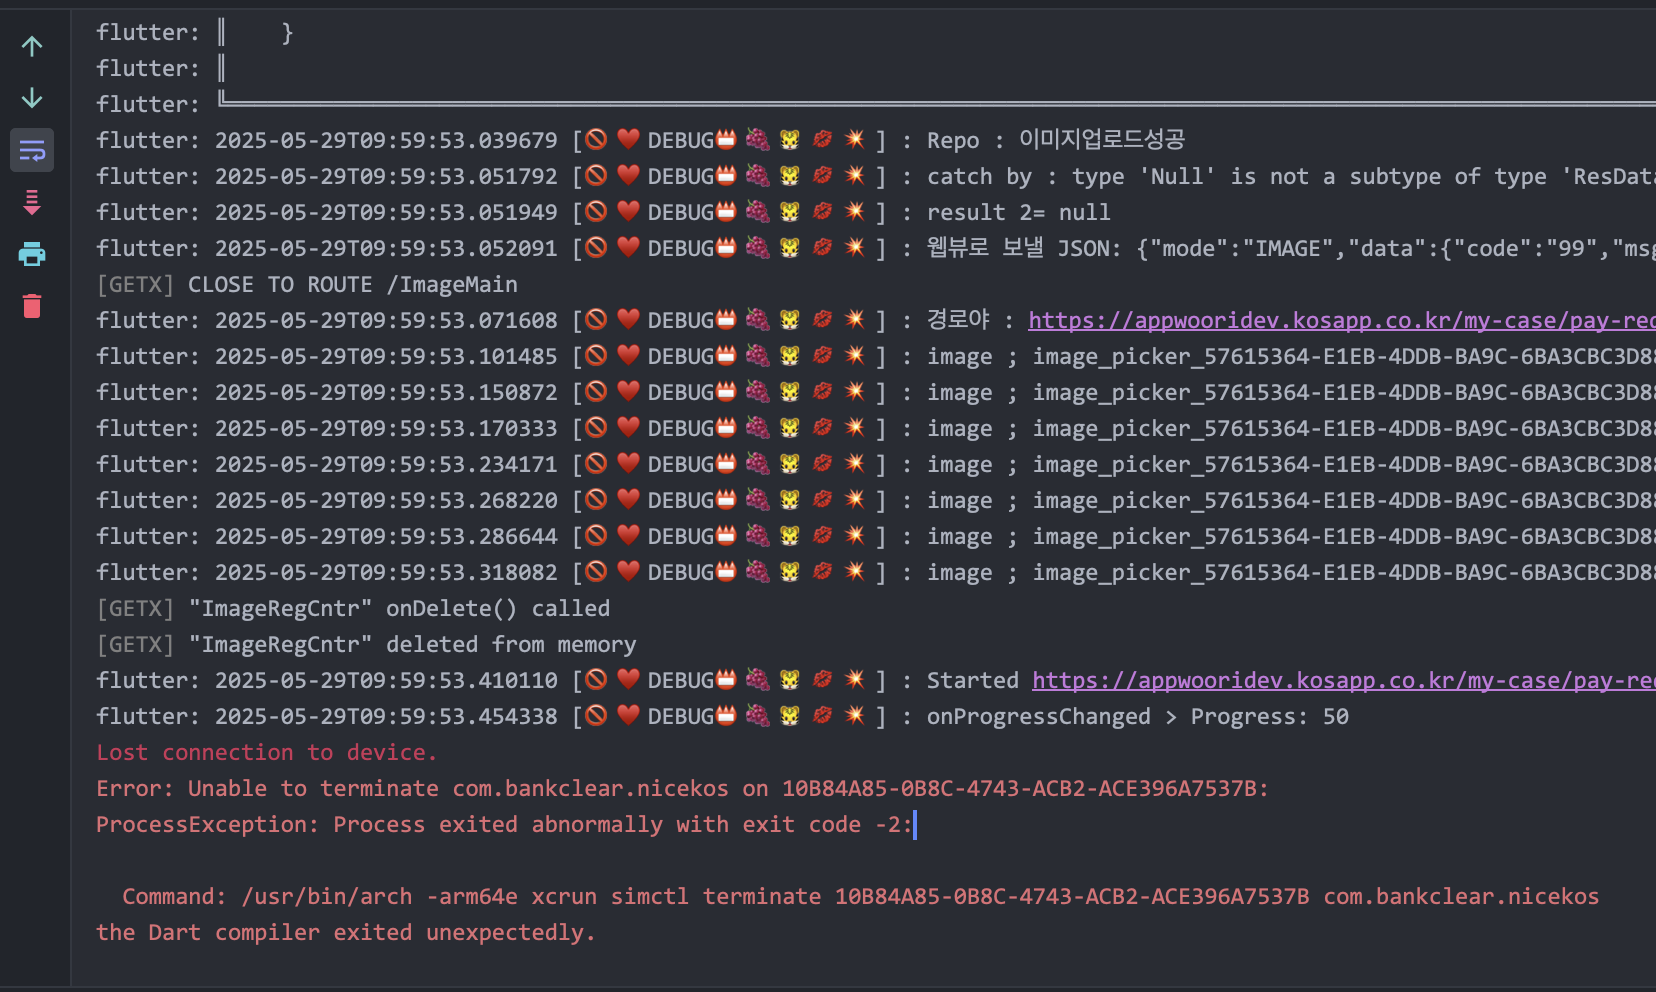 flutter: ║    }
flutter: ║
flutter: ╚══════════════════════════════════════════════════
flutter: 2025-05-29T09:59:53.039679 [🚫 ♥️ DEBUG📛 🍇 🐯 💋 💥 ] : Repo : 이미지업로드성공
flutter: 2025-05-29T09:59:53.051792 [🚫 ♥️ DEBUG📛 🍇 🐯 💋 💥 ] : catch by : type 'Null' is not a subtype of type 'ResData
flutter: 2025-05-29T09:59:53.051949 [🚫 ♥️ DEBUG📛 🍇 🐯 💋 💥 ] : result 2= null
flutter: 2025-05-29T09:59:53.052091 [🚫 ♥️ DEBUG📛 🍇 🐯 💋 💥 ] : 웹뷰로 보낼 JSON: {"mode":"IMAGE","data":{"code":"99","msg
[GETX] CLOSE TO ROUTE /ImageMain
flutter: 2025-05-29T09:59:53.071608 [🚫 ♥️ DEBUG📛 🍇 🐯 💋 💥 ] : 경로야 : https://appwooridev.kosapp.co.kr/my-case/pay-req
flutter: 2025-05-29T09:59:53.101485 [🚫 ♥️ DEBUG📛 🍇 🐯 💋 💥 ] : image ; image_picker_57615364-E1EB-4DDB-BA9C-6BA3CBC3D88
flutter: 2025-05-29T09:59:53.150872 [🚫 ♥️ DEBUG📛 🍇 🐯 💋 💥 ] : image ; image_picker_57615364-E1EB-4DDB-BA9C-6BA3CBC3D88
flutter: 2025-05-29T09:59:53.170333 [🚫 ♥️ DEBUG📛 🍇 🐯 💋 💥 ] : image ; image_picker_57615364-E1EB-4DDB-BA9C-6BA3CBC3D88
flutter: 2025-05-29T09:59:53.234171 [🚫 ♥️ DEBUG📛 🍇 🐯 💋 💥 ] : image ; image_picker_57615364-E1EB-4DDB-BA9C-6BA3CBC3D88
flutter: 2025-05-29T09:59:53.268220 [🚫 ♥️ DEBUG📛 🍇 🐯 💋 💥 ] : image ; image_picker_57615364-E1EB-4DDB-BA9C-6BA3CBC3D88
flutter: 2025-05-29T09:59:53.286644 [🚫 ♥️ DEBUG📛 🍇 🐯 💋 💥 ] : image ; image_picker_57615364-E1EB-4DDB-BA9C-6BA3CBC3D88
flutter: 2025-05-29T09:59:53.318082 [🚫 ♥️ DEBUG📛 🍇 🐯 💋 💥 ] : image ; image_picker_57615364-E1EB-4DDB-BA9C-6BA3CBC3D88
[GETX] "ImageRegCntr" onDelete() called
[GETX] "ImageRegCntr" deleted from memory
flutter: 2025-05-29T09:59:53.410110 [🚫 ♥️ DEBUG📛 🍇 🐯 💋 💥 ] : Started https://appwooridev.kosapp.co.kr/my-case/pay-req
flutter: 2025-05-29T09:59:53.454338 [🚫 ♥️ DEBUG📛 🍇 🐯 💋 💥 ] : onProgressChanged > Progress: 50
Lost connection to device.
Error: Unable to terminate com.bankclear.nicekos on 10B84A85-0B8C-4743-ACB2-ACE396A7537B:
ProcessException: Process exited abnormally with exit code -2:
  Command: /usr/bin/arch -arm64e xcrun simctl terminate 10B84A85-0B8C-4743-ACB2-ACE396A7537B com.bankclear.nicekos
the Dart compiler exited unexpectedly.